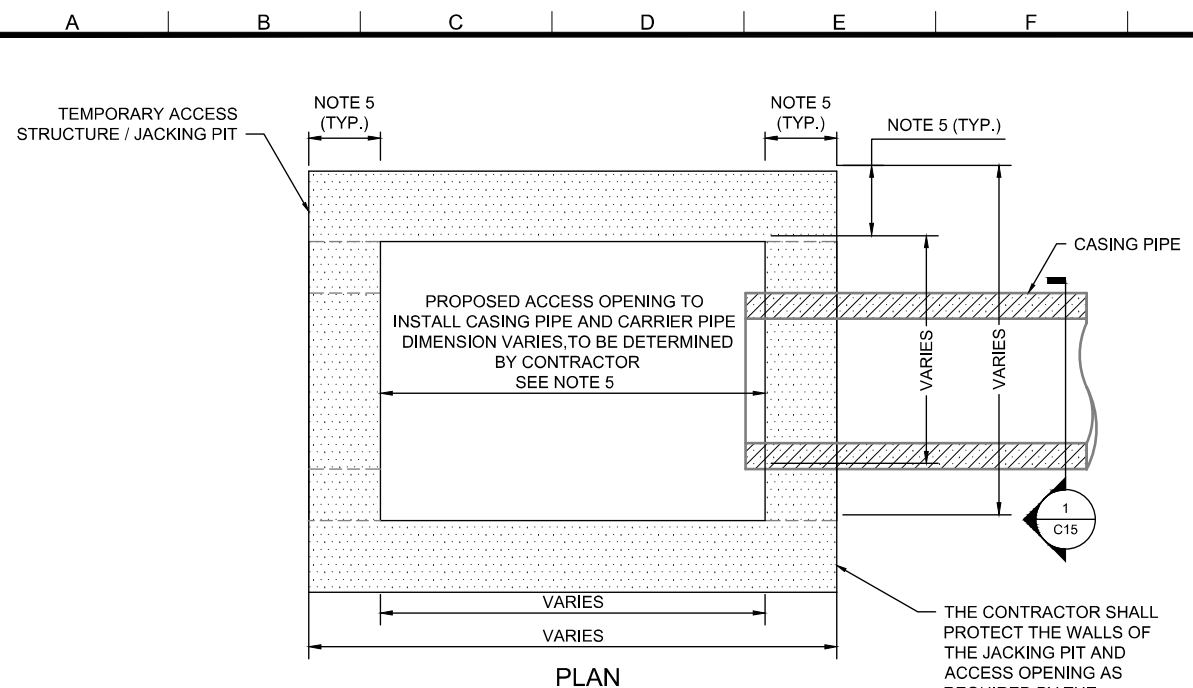 A B C D E F
NOTE 5
(TYP.)
NOTE 5
(TYP.)
NOTE 5 (TYP.)
TEMPORARY ACCESS
STRUCTURE / JACKING PIT
CASING PIPE
PROPOSED ACCESS OPENING TO
INSTALL CASING PIPE AND CARRIER PIPE
DIMENSION VARIES,TO BE DETERMINED
BY CONTRACTOR
SEE NOTE 5
VARIES
VARIES
1
C15
VARIES
VARIES
PLAN
THE CONTRACTOR SHALL
PROTECT THE WALLS OF
THE JACKING PIT AND
ACCESS OPENING AS
REQUIRED BY THE